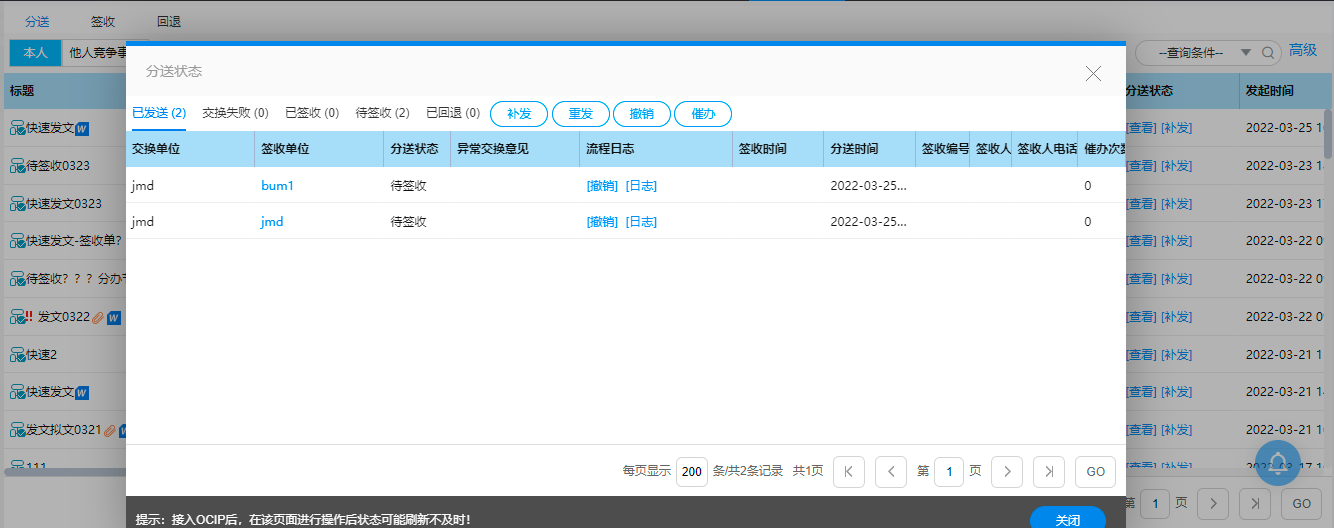 分送 签收 回退
本人 他人竞争事 --查询条件-- 高级
分送状态
标题 分送状态 发起时间
已发送 (2) 交换失败 (0) 已签收 (0) 待签收 (2) 已回退 (0) 补发 重发 撤销 催办
交换单位 签收单位 分送状态 异常交换意见 流程日志 签收时间 分送时间 签收编号 签收人 签收人电话 催办次数
jmd bum1 待签收 [撤销] [日志] 2022-03-25... 0
jmd jmd 待签收 [撤销] [日志] 2022-03-25... 0
快速发文 [查看] [补发] 2022-03-25
待签收0323 [查看] [补发] 2022-03-23
快速发文0323 [查看] [补发] 2022-03-23
快速发文-签收单? [查看] [补发] 2022-03-22
待签收? ? ? 分办 [查看] [补发] 2022-03-22
!! 发文0322 [查看] [补发] 2022-03-22
快速2 [查看] [补发] 2022-03-21
快速发文 [查看] [补发] 2022-03-21
发文拟文0321 [查看] [补发] 2022-03-21
111 [查看] [补发] 2022-03-17
每页显示 200 条/共2条记录 共1页 第 1 页 GO
第 1 页 GO
提示：接入OCIP后，在该页面进行操作后状态可能刷新不及时！ 关闭